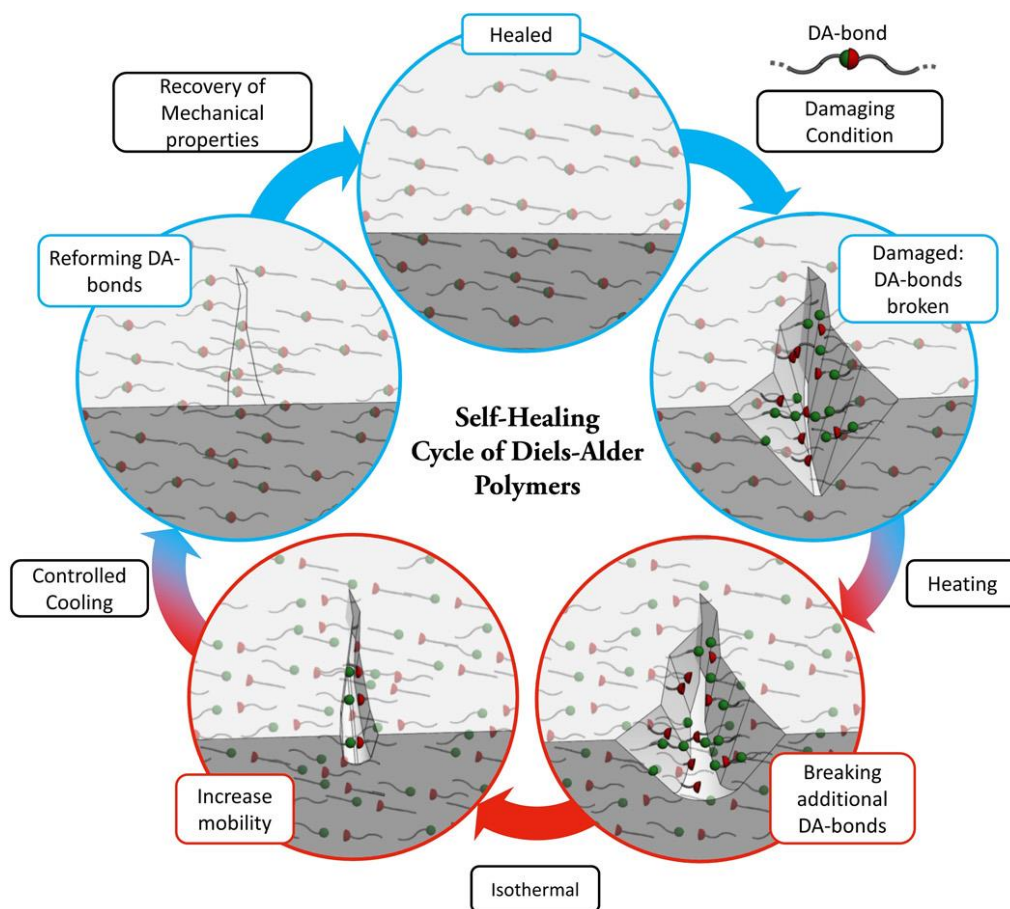 Healed
DA-bond
Damaging
Condition
Recovery of
Mechanical
properties
Reforming DA-
bonds
Damaged:
DA-bonds
broken
Self-Healing
Cycle of Diels-Alder
Polymers
Controlled
Cooling
Heating
Increase
mobility
Breaking
additional
DA-bonds
Isothermal